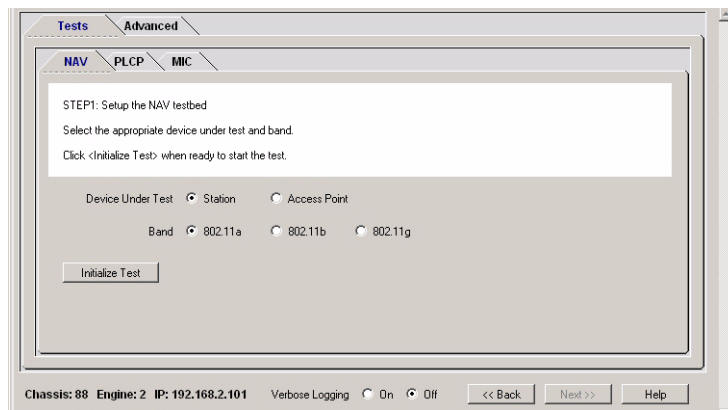 Tests Advanced
NAV PLCP MIC
STEP1: Setup the NAV testbed
Select the appropriate device under test and band.
Click <Initialize Test> when ready to start the test.
Device Under Test Station Access Point
Band 802.11a 802.11b 802.11g
Initialize Test
Chassis: 88 Engine: 2 IP: 192.168.2.101 Verbose Logging On Off << Back Next >> Help